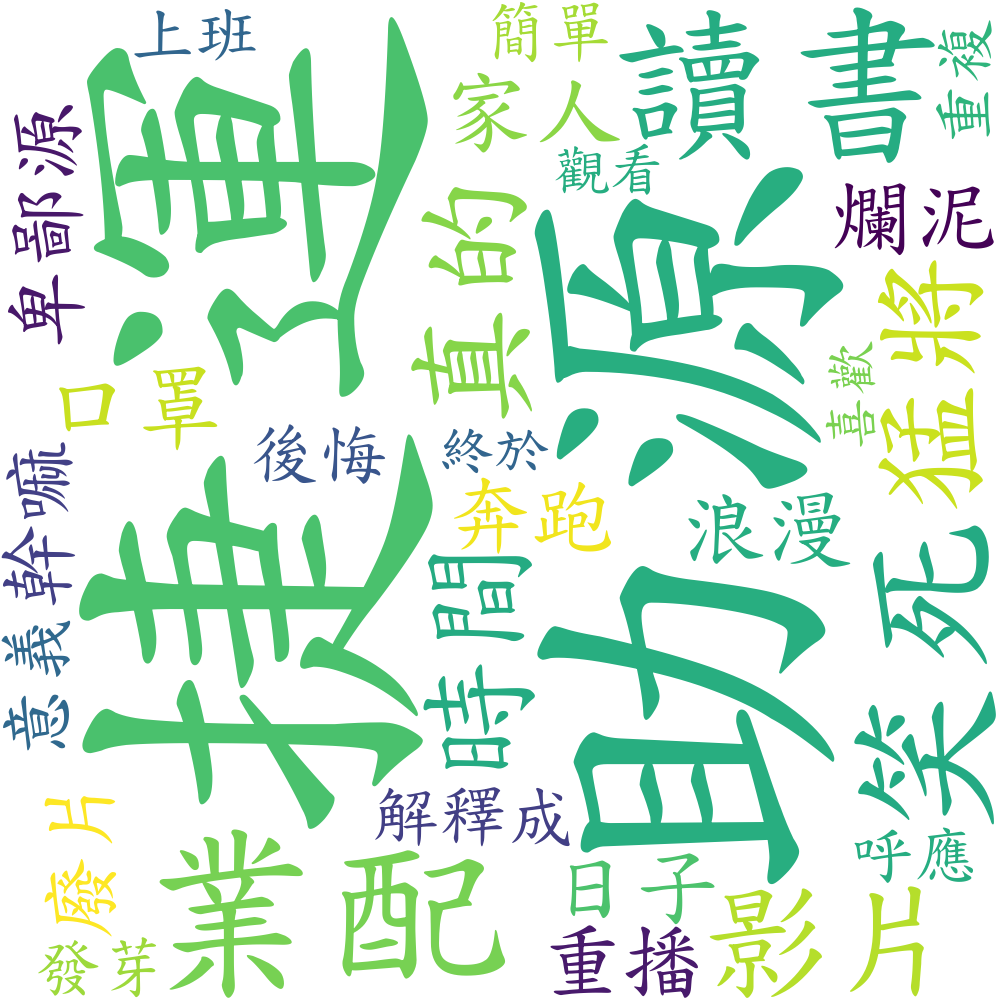 上班
簡單
讀書
重複
家人
捷運
卑鄙源
觀看
助源
真的
爛泥
猛將
口罩
喜歡
後悔
終於
幹嘛
奔跑
浪漫
笑死
時間
意義
解釋成
廢片
業配
呼應
日子
影片
重播
發芽